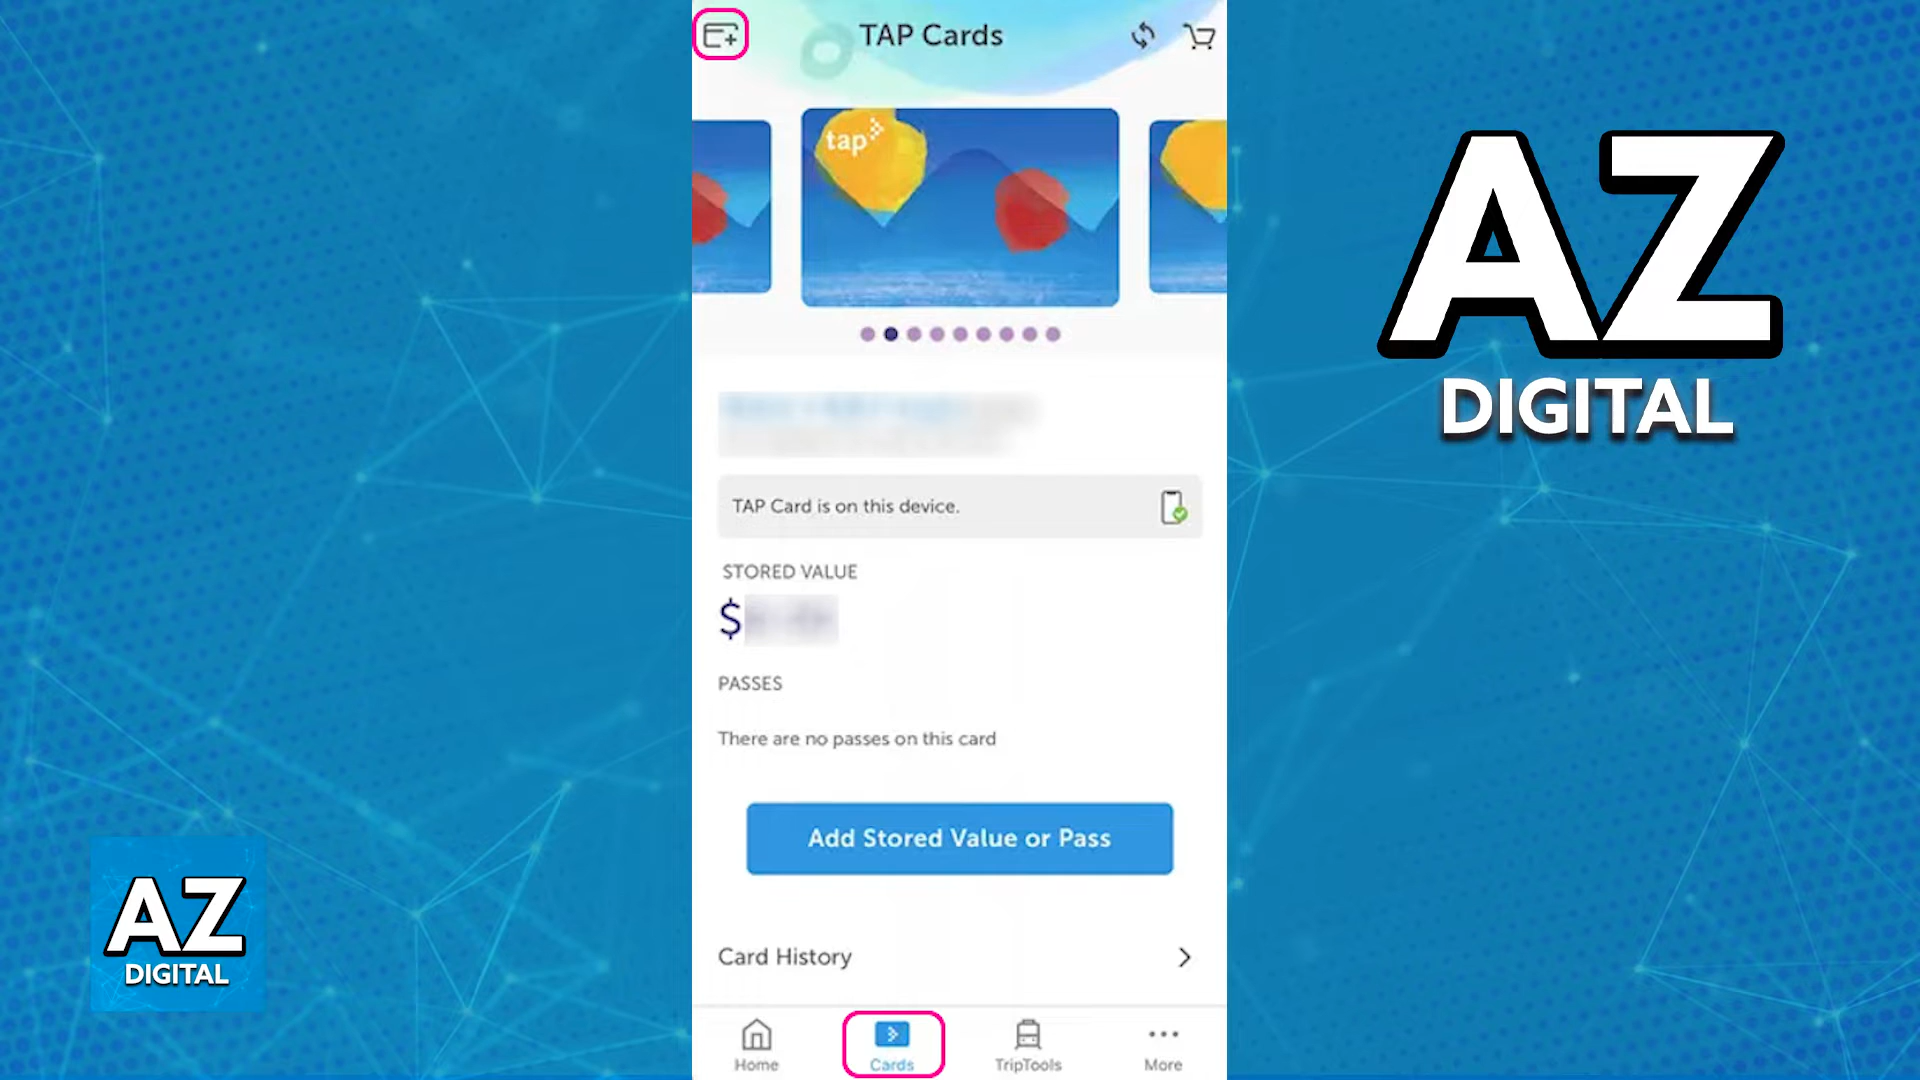 TAP Cards
tap
TAP Card is on this device.
STORED VALUE
$
PASSES
There are no passes on this card
Add Stored Value or Pass
Card History
Home
Cards
TripTools
More
AZ
DIGITAL
AZ
DIGITAL